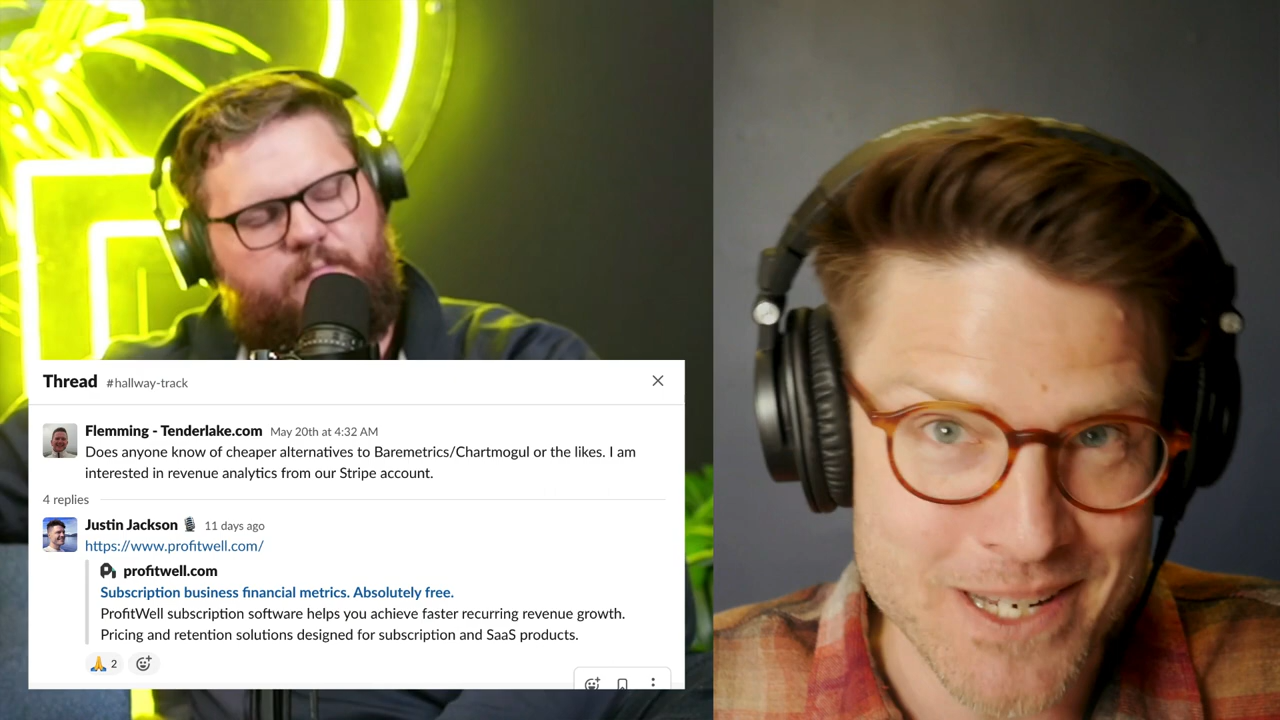 Thread #hallway-track
Flemming - Tenderlake.com May 20th at 4:32 AM
Does anyone know of cheaper alternatives to Baremetrics/Chartmogul or the likes. I am
interested in revenue analytics from our Stripe account.
4 replies
Justin Jackson 🎙️ 11 days ago
https://www.profitwell.com/
profitwell.com
Subscription business financial metrics. Absolutely free.
ProfitWell subscription software helps you achieve faster recurring revenue growth.
Pricing and retention solutions designed for subscription and SaaS products.
🙏 2